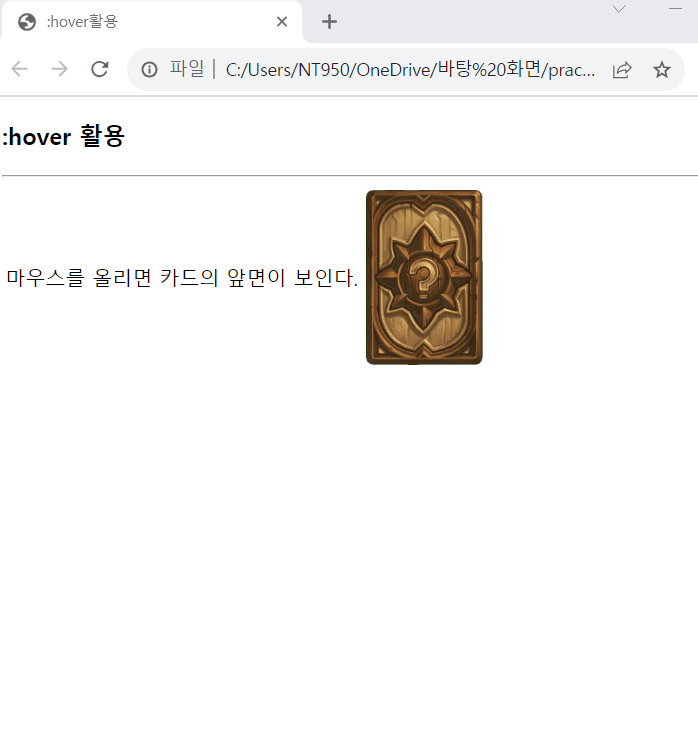 :hover활용
파일 | C:/Users/NT950/OneDrive/바탕%20화면/prac...
:hover 활용
마우스를 올리면 카드의 앞면이 보인다.
?